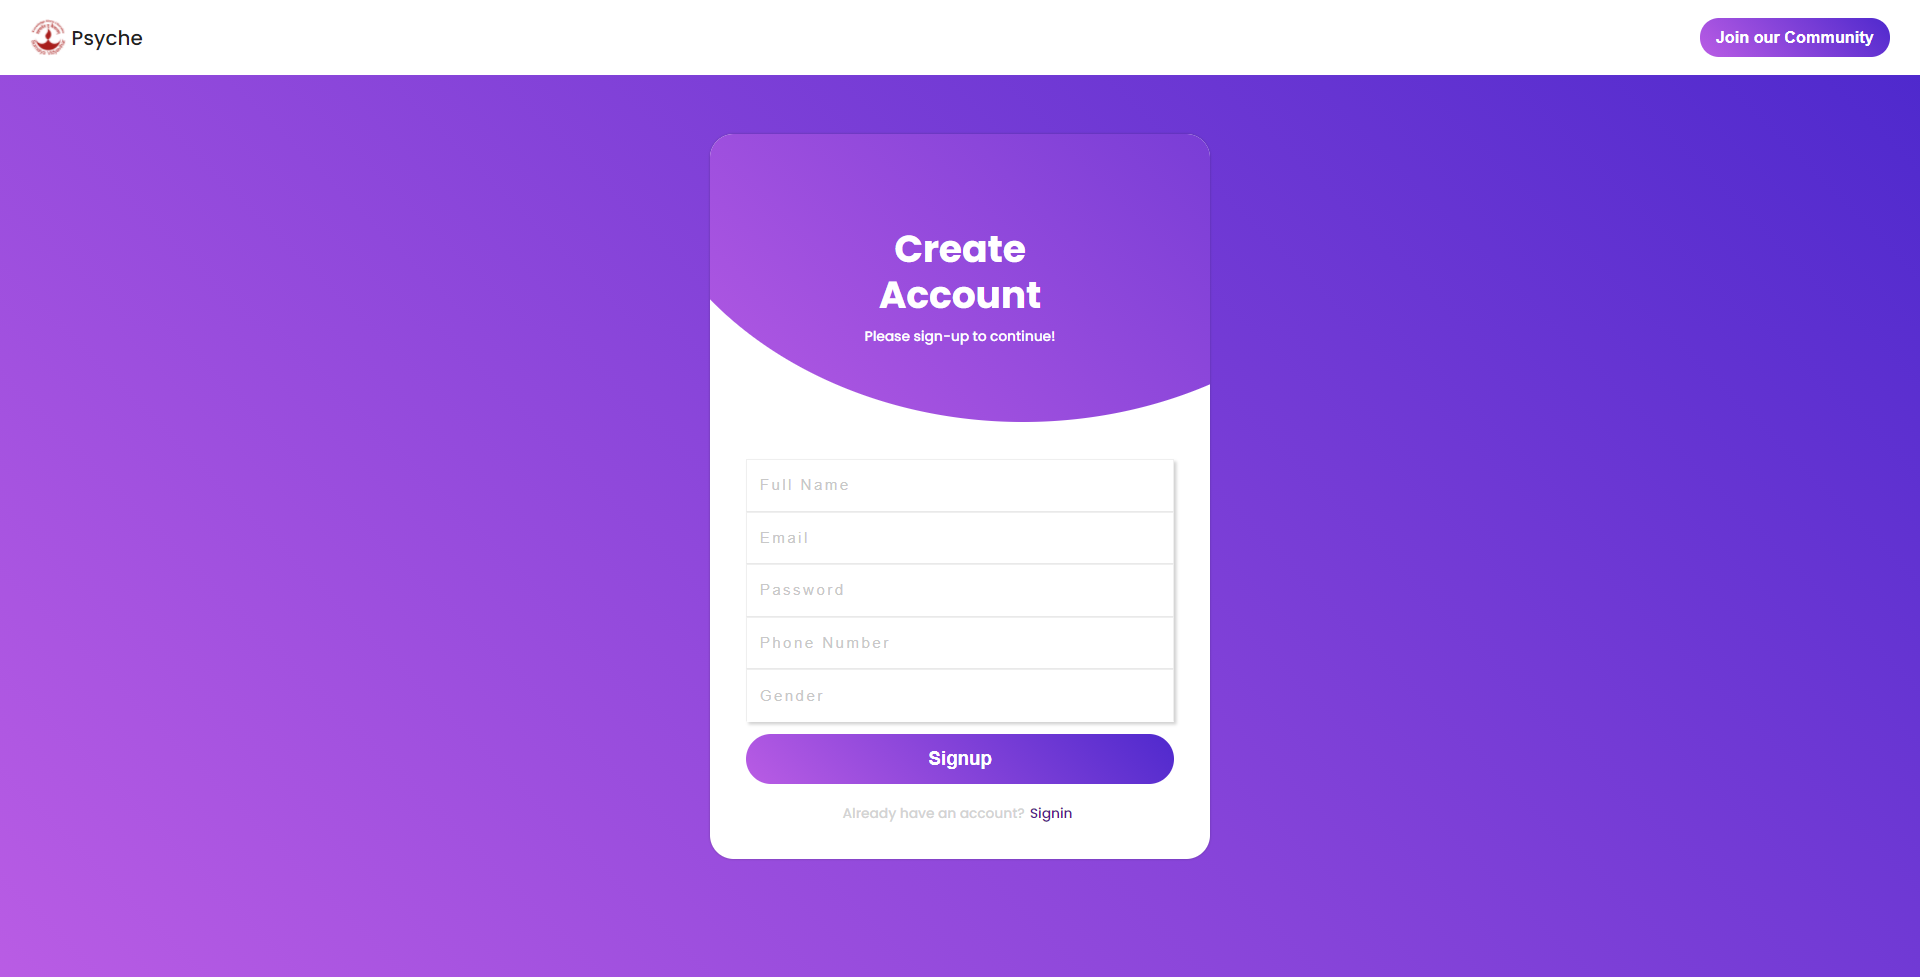 Psyche
Join our Community
Create
Account
Please sign-up to continue!
Full Name
Email
Password
Phone Number
Gender
Signup
Already have an account? Signin